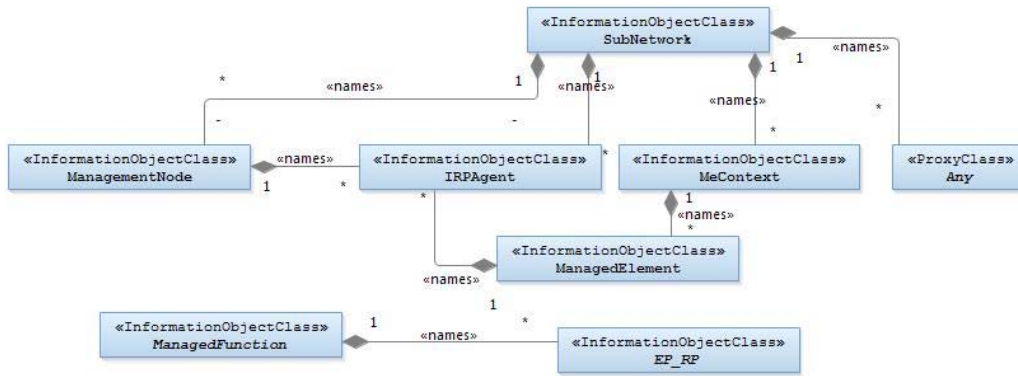 «InformationObjectClass»
SubNetwork
«names»
1
1
1
1
«names»
«names»
*
«names»
*
*
-
-
«InformationObjectClass»
ManagementNode
«names»
1
*
«InformationObjectClass»
IRPAgent
*
*
«InformationObjectClass»
MeContext
1
«names»
*
«ProxyClass»
Any
«InformationObjectClass»
ManagedElement
«names»
1
«InformationObjectClass»
ManagedFunction
1
«names»
*
«InformationObjectClass»
EP_RP